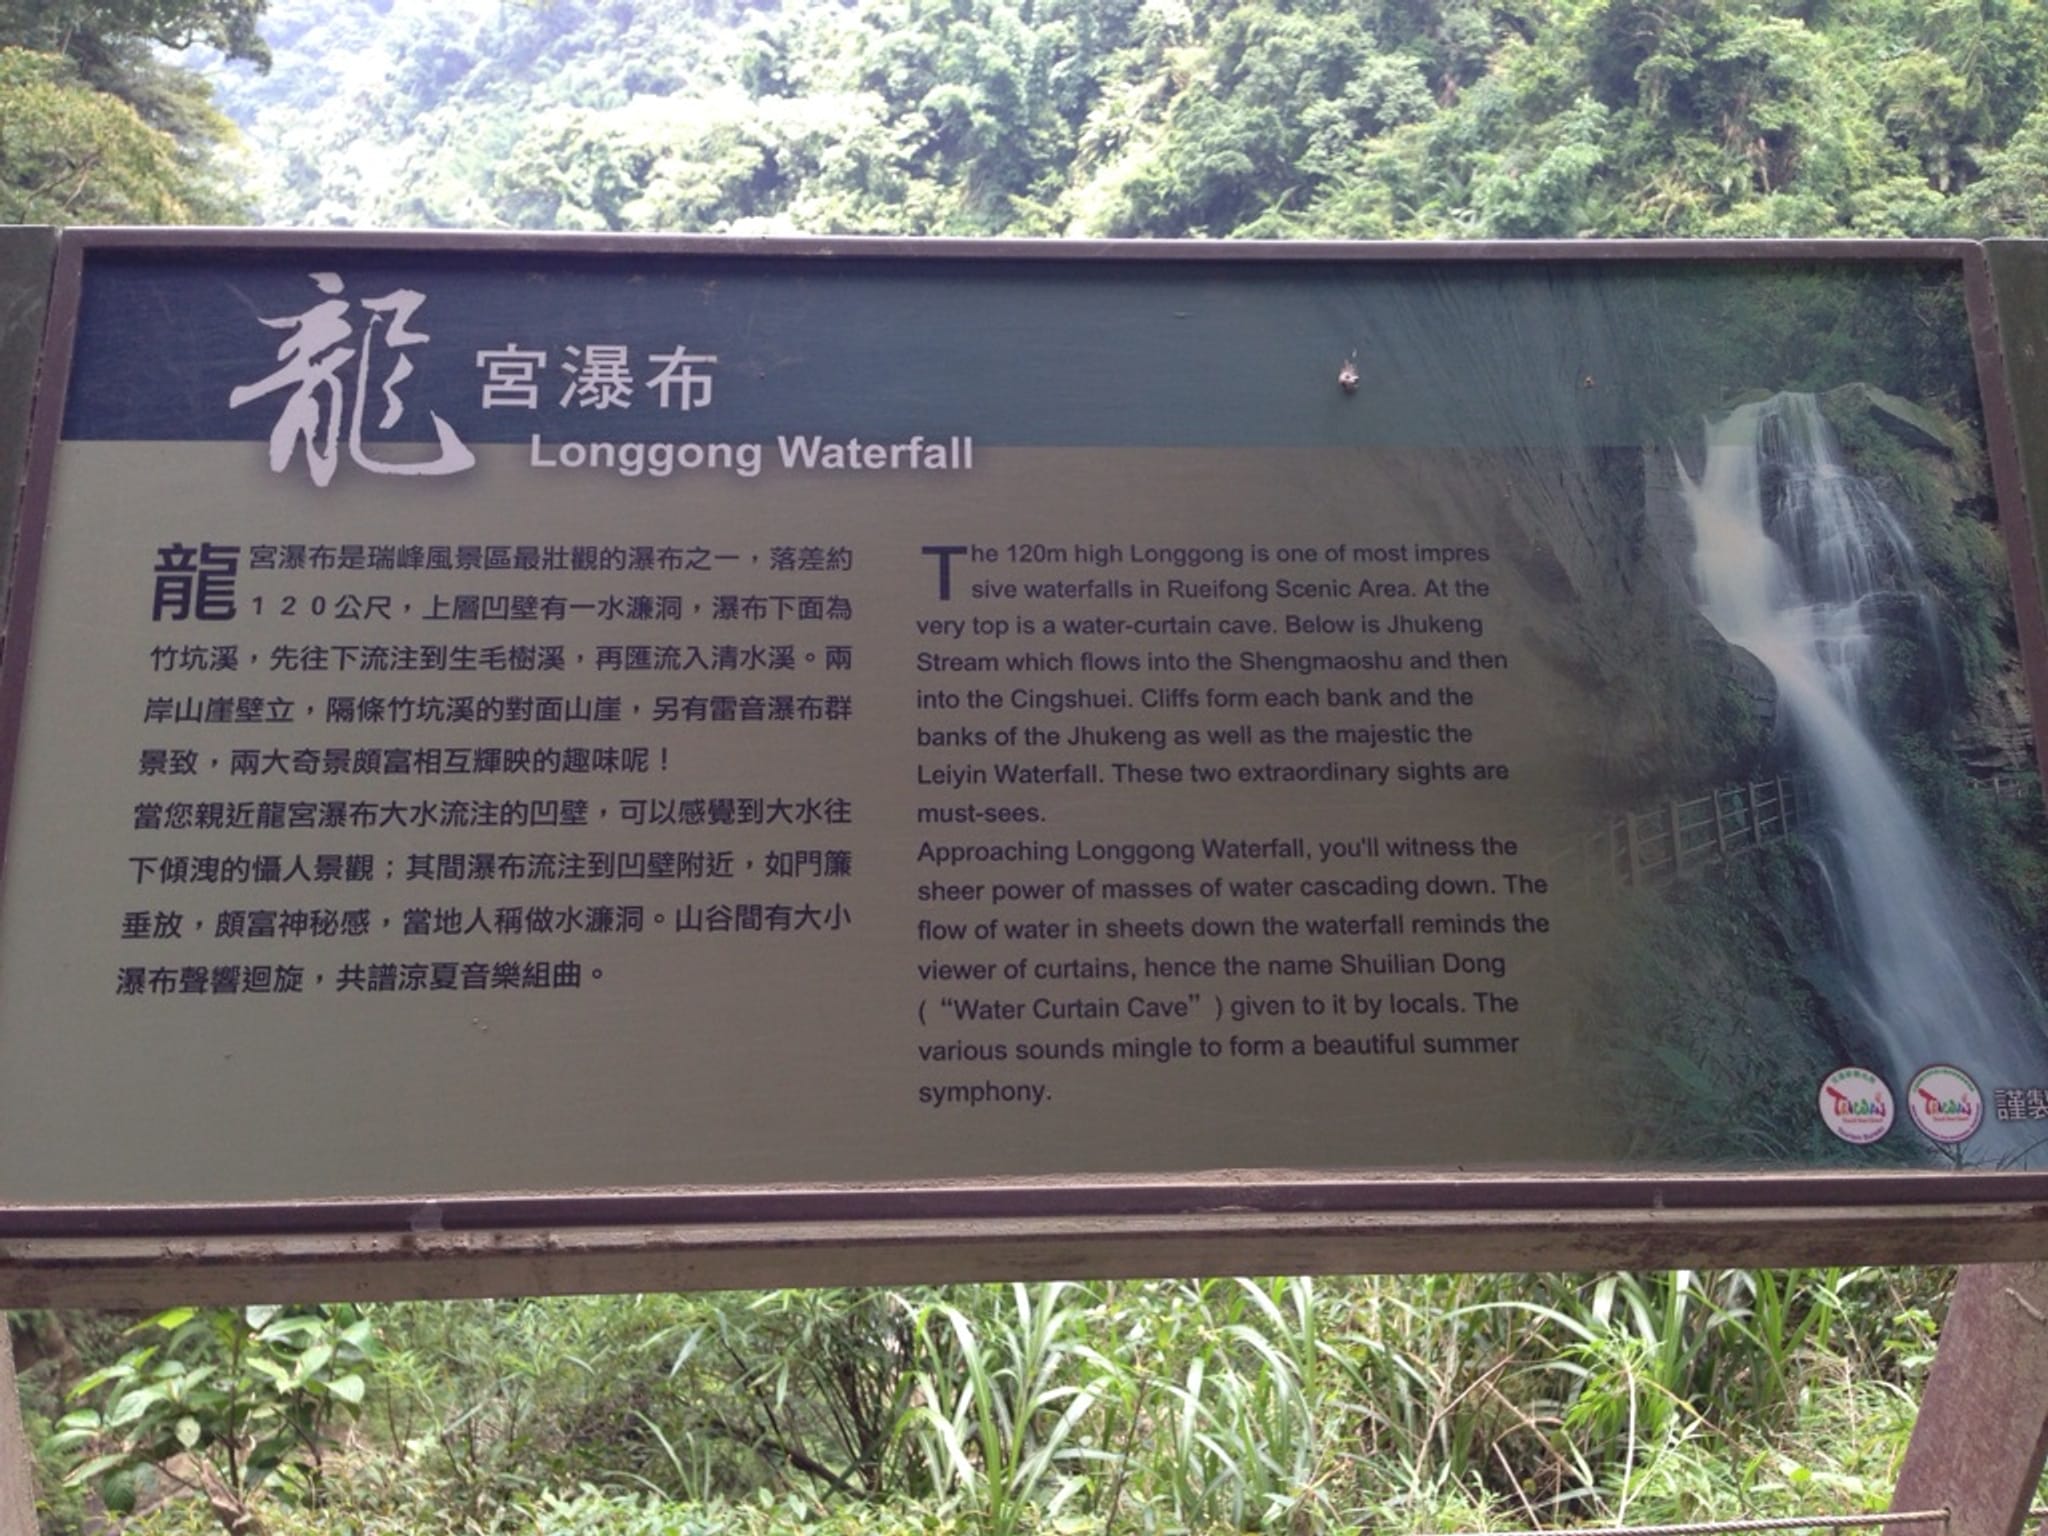 龍宮瀑布
Longgong Waterfall
龍宮瀑布是瑞峰風景區最壯觀的瀑布之一，落差約
１２０公尺，上層凹壁有一水濂洞，瀑布下面為
竹坑溪，先往下流注到生毛樹溪，再匯流入清水溪。兩
岸山崖壁立，隔條竹坑溪的對面山崖，另有雷音瀑布群
景致，兩大奇景頗富相互輝映的趣味呢！
當您親近龍宮瀑布大水流注的凹壁，可以感覺到大水往
下傾洩的懾人景觀；其間瀑布流注到凹壁附近，如門簾
垂放，頗富神秘感，當地人稱做水濂洞。山谷間有大小
瀑布聲響迴旋，共譜涼夏音樂組曲。
The 120m high Longgong is one of most impres
sive waterfalls in Rueifong Scenic Area. At the
very top is a water-curtain cave. Below is Jhukeng
Stream which flows into the Shengmaoshu and then
into the Cingshuei. Cliffs form each bank and the
banks of the Jhukeng as well as the majestic the
Leiyin Waterfall. These two extraordinary sights are
must-sees.
Approaching Longgong Waterfall, you'll witness the
sheer power of masses of water cascading down. The
flow of water in sheets down the waterfall reminds the
viewer of curtains, hence the name Shuilian Dong
( “Water Curtain Cave” ) given to it by locals. The
various sounds mingle to form a beautiful summer
symphony.
謹製